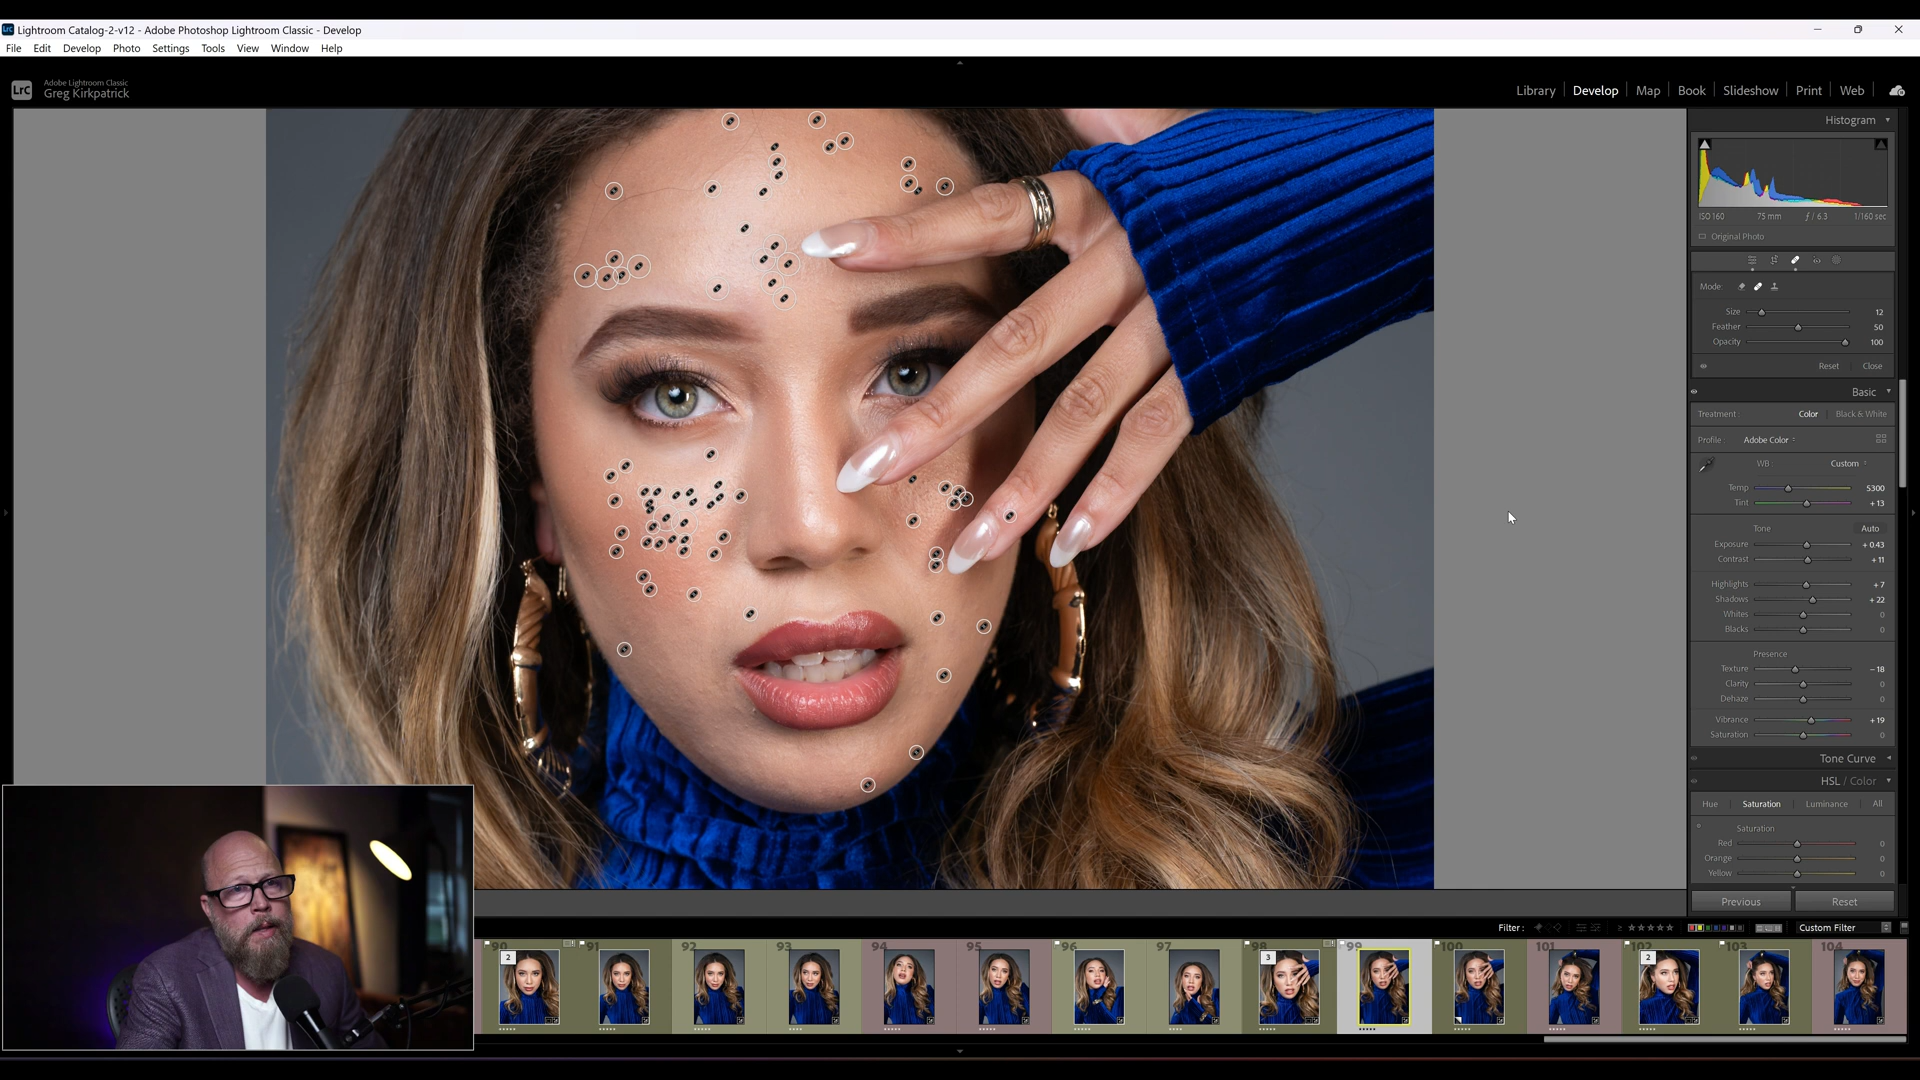 Lightroom Catalog-2-v12 - Adobe Photoshop Lightroom Classic - Develop
File Edit Develop Photo Settings Tools Window View Help
LrC
Adobe Lightroom Classic
Greg Kirkpatrick
Library Develop Map Book Slideshow Print Web
Histogram
ISO 160 75 mm ƒ / 6.3 1/160 sec
Original Photo
Mode:
Size 12
Feather 50
Opacity 100
Reset Close
Basic
Treatment Color Black & White
Profile Adobe Color
WB Custom
Temp 5300
Tint +13
Tone Auto
Exposure +0.43
Contrast +11
Highlights +7
Shadows +22
Whites 0
Blacks 0
Presence
Texture -18
Clarity 0
Dehaze 0
Vibrance +19
Saturation 0
Tone Curve
HSL / Color
Hue Saturation Luminance All
Saturation
Red 0
Orange 0
Yellow 0
Previous Reset
Filter : ≥ ★★★★★ Custom Filter
90 91 92 93 94 95 96 97 98 99 100 101 102 103 104
2 3 2